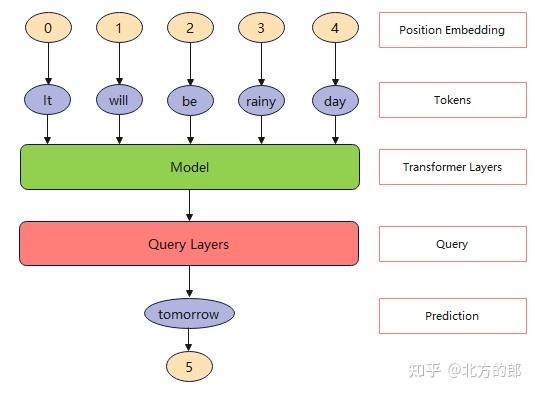 0 1 2 3 4 Position Embedding
It will be rainy day Tokens
Model Transformer Layers
Query Layers Query
tomorrow Prediction
5
知乎 @北方的郎